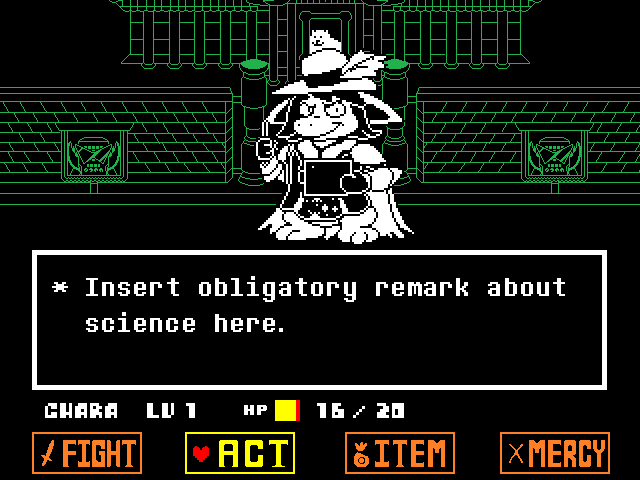 * Insert obligatory remark about
science here.
CHARA LV 1 HP 16 / 20
FIGHT ACT ITEM MERCY